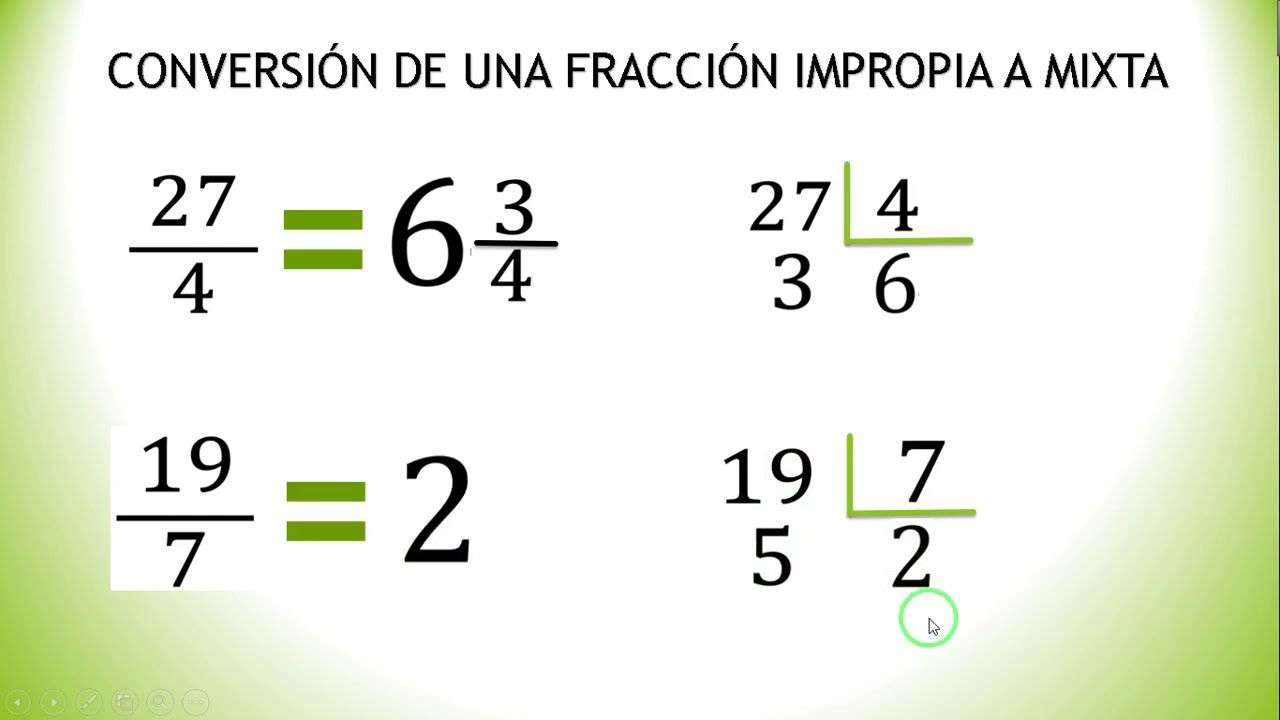 CONVERSIÓN DE UNA FRACCIÓN IMPROPIA A MIXTA
27/4 = 6 3/4
27 4
3 6
19/7 = 2
19 7
5 2